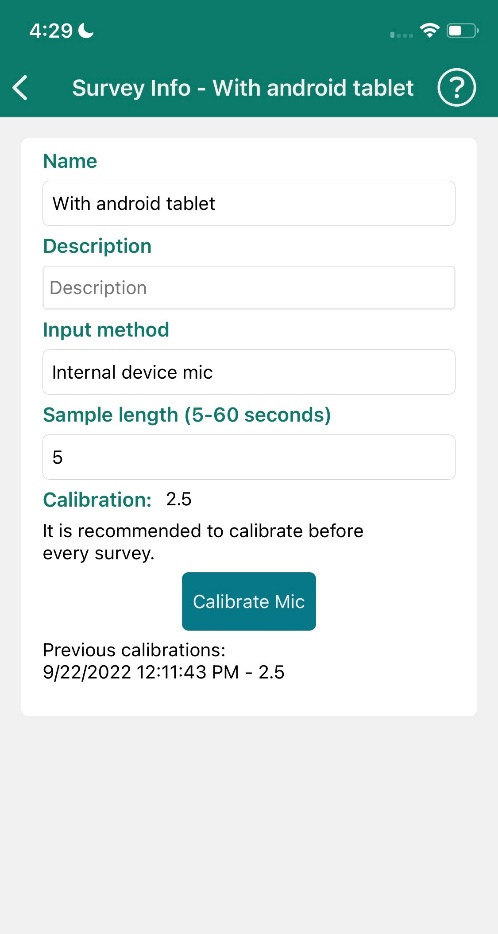 4:29
Survey Info - With android tablet
?
Name
With android tablet
Description
Description
Input method
Internal device mic
Sample length (5-60 seconds)
5
Calibration: 2.5
It is recommended to calibrate before
every survey.
Calibrate Mic
Previous calibrations:
9/22/2022 12:11:43 PM - 2.5